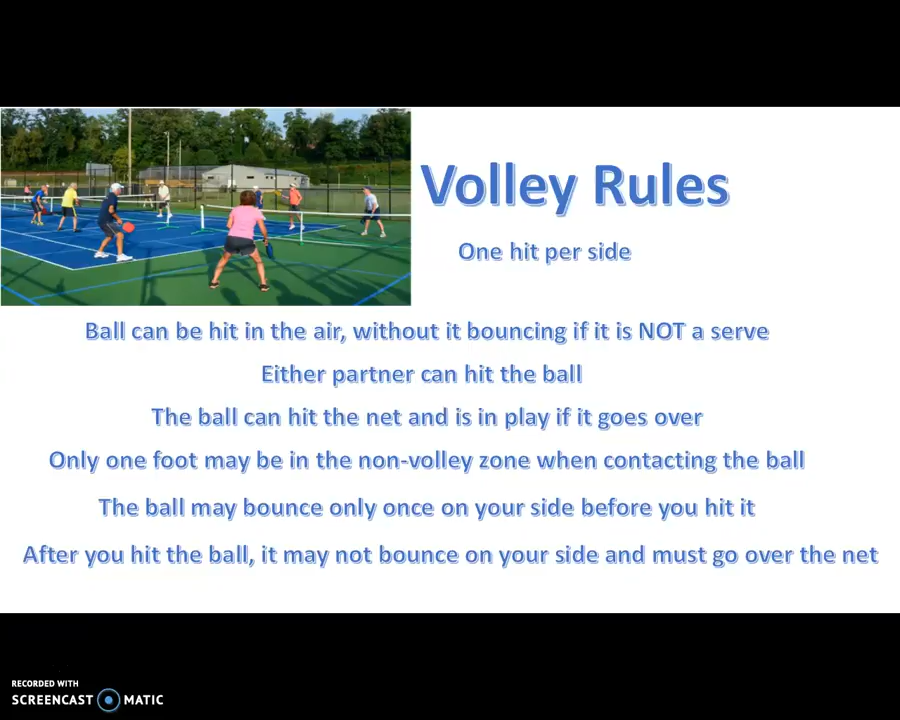 Volley Rules
One hit per side
Ball can be hit in the air, without it bouncing if it is NOT a serve
Either partner can hit the ball
The ball can hit the net and is in play if it goes over
Only one foot may be in the non-volley zone when contacting the ball
The ball may bounce only once on your side before you hit it
After you hit the ball, it may not bounce on your side and must go over the net
RECORDED WITH
SCREENCAST MATIC